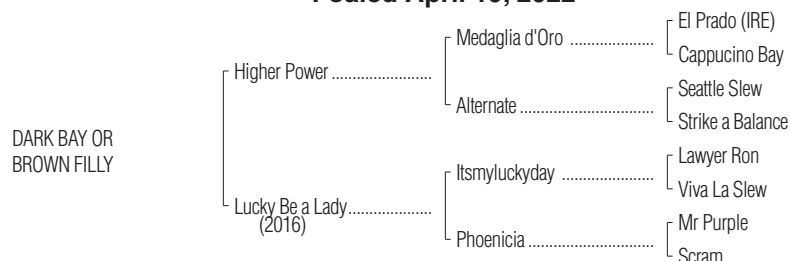 Foaled April 2022
El Prado (IRE)
Medaglia d'Oro
Cappucino Bay
Higher Power
Seattle Slew
Alternate
Strike a Balance
DARK BAY OR
BROWN FILLY
Lawyer Ron
Itsmyluckyday
Viva La Slew
Lucky Be a Lady
(2016)
Mr Purple
Phoenicia
Scram